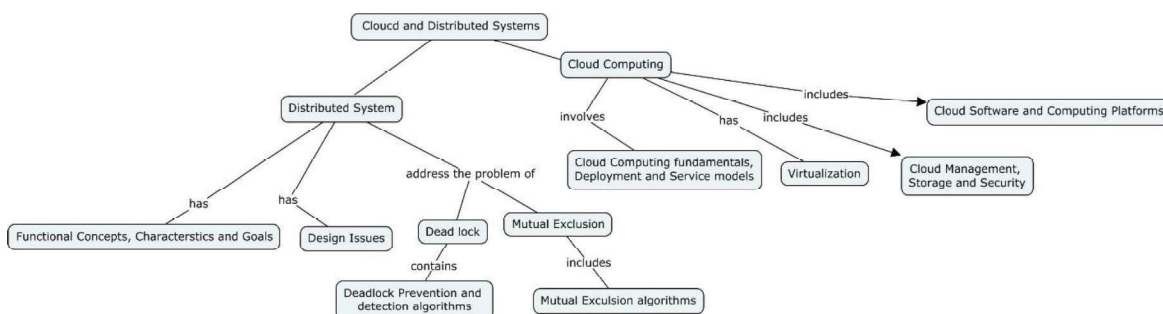 Cloucd and Distributed Systems
Cloud Computing
includes
Cloud Software and Computing Platforms
Distributed System
involves
has
includes
Cloud Computing fundamentals,
Deployment and Service models
Virtualization
Cloud Management,
Storage and Security
address the problem of
has
has
Functional Concepts, Characterstics and Goals
Design Issues
Dead lock
Mutual Exclusion
contains
includes
Deadlock Prevention and
detection algorithms
Mutual Exculsion algorithms